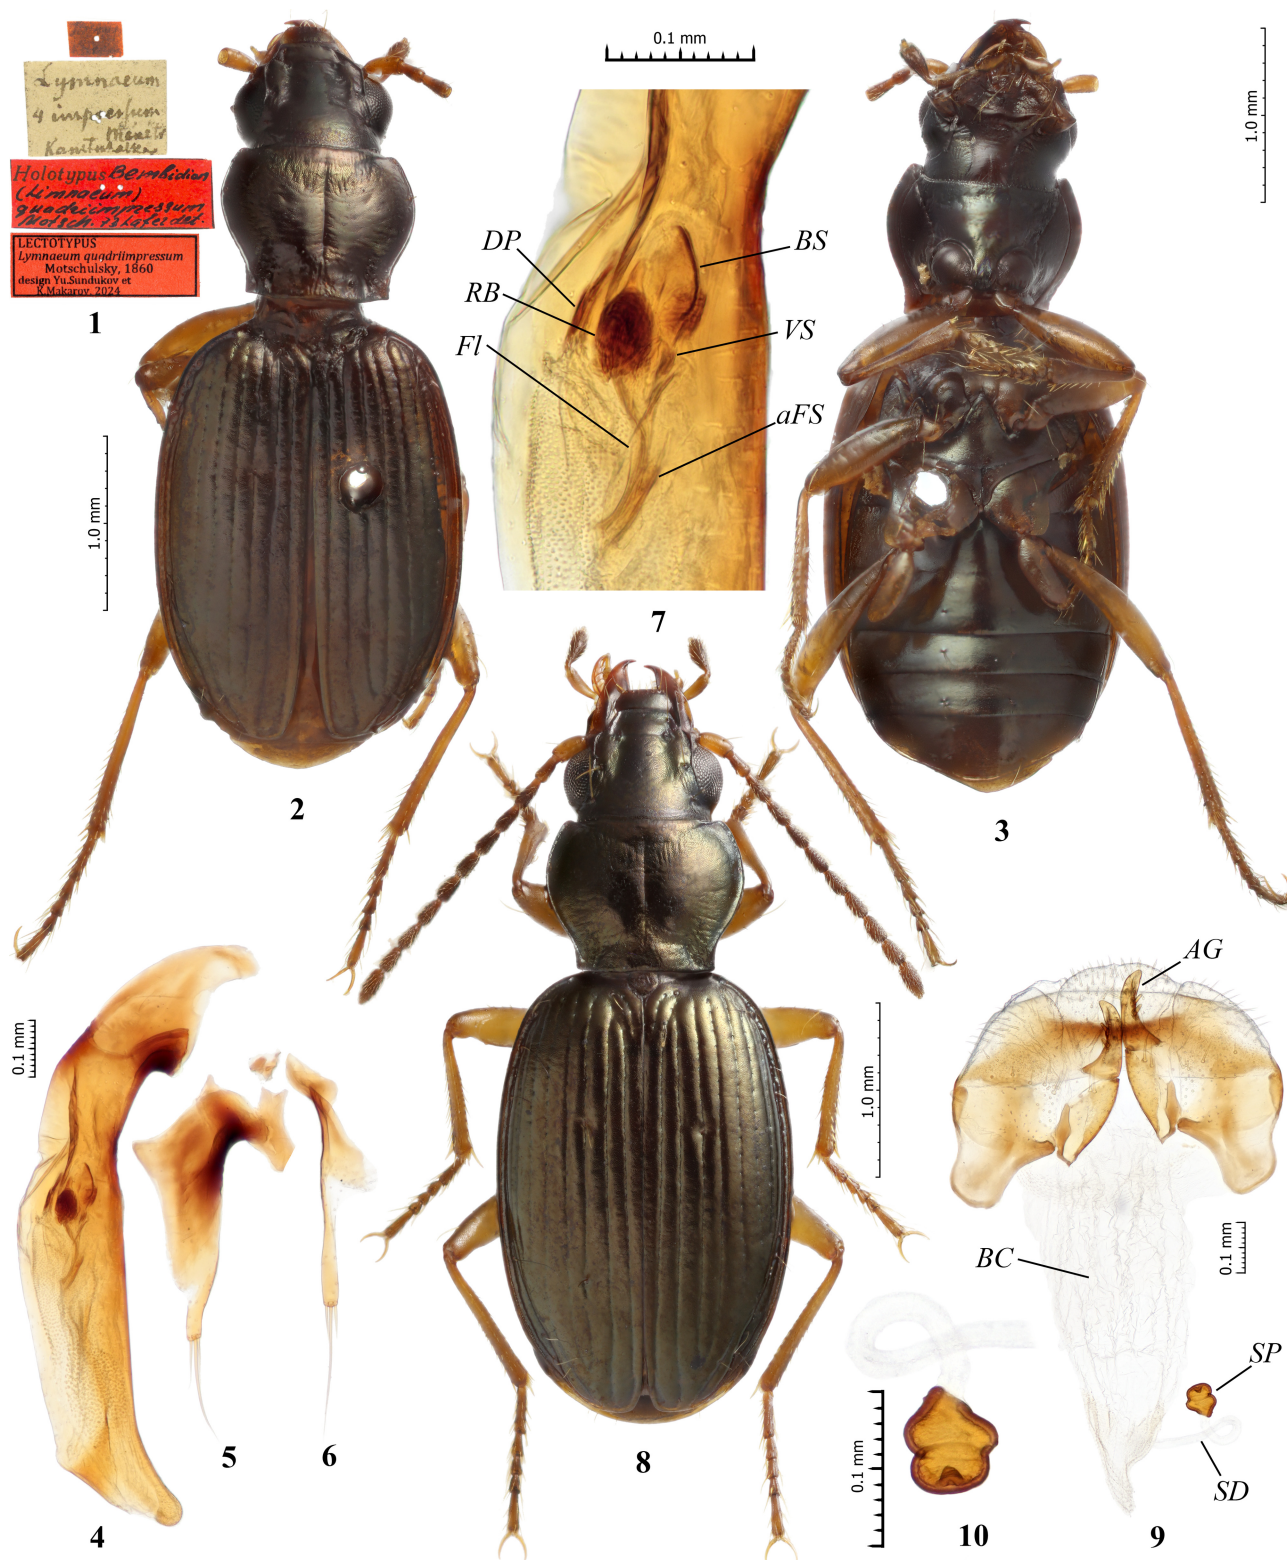 0.1 mm
Lymnaeum
4 impressum
Kamtschatka
Holotypus Bembidion
(Limnaeum)
quadriimpressum
Motsch.
LECTOTYPUS
Lymnaeum quadriimpressum
Motschulsky, 1860
design Yu.Sundukov et
K.Makarov, 2024
1
1.0 mm
DP
BS
RB
VS
Fl
aFS
1.0 mm
7
2
3
AG
0.1 mm
1.0 mm
0.1 mm
BC
SP
SD
0.1 mm
4
5
6
8
10
9